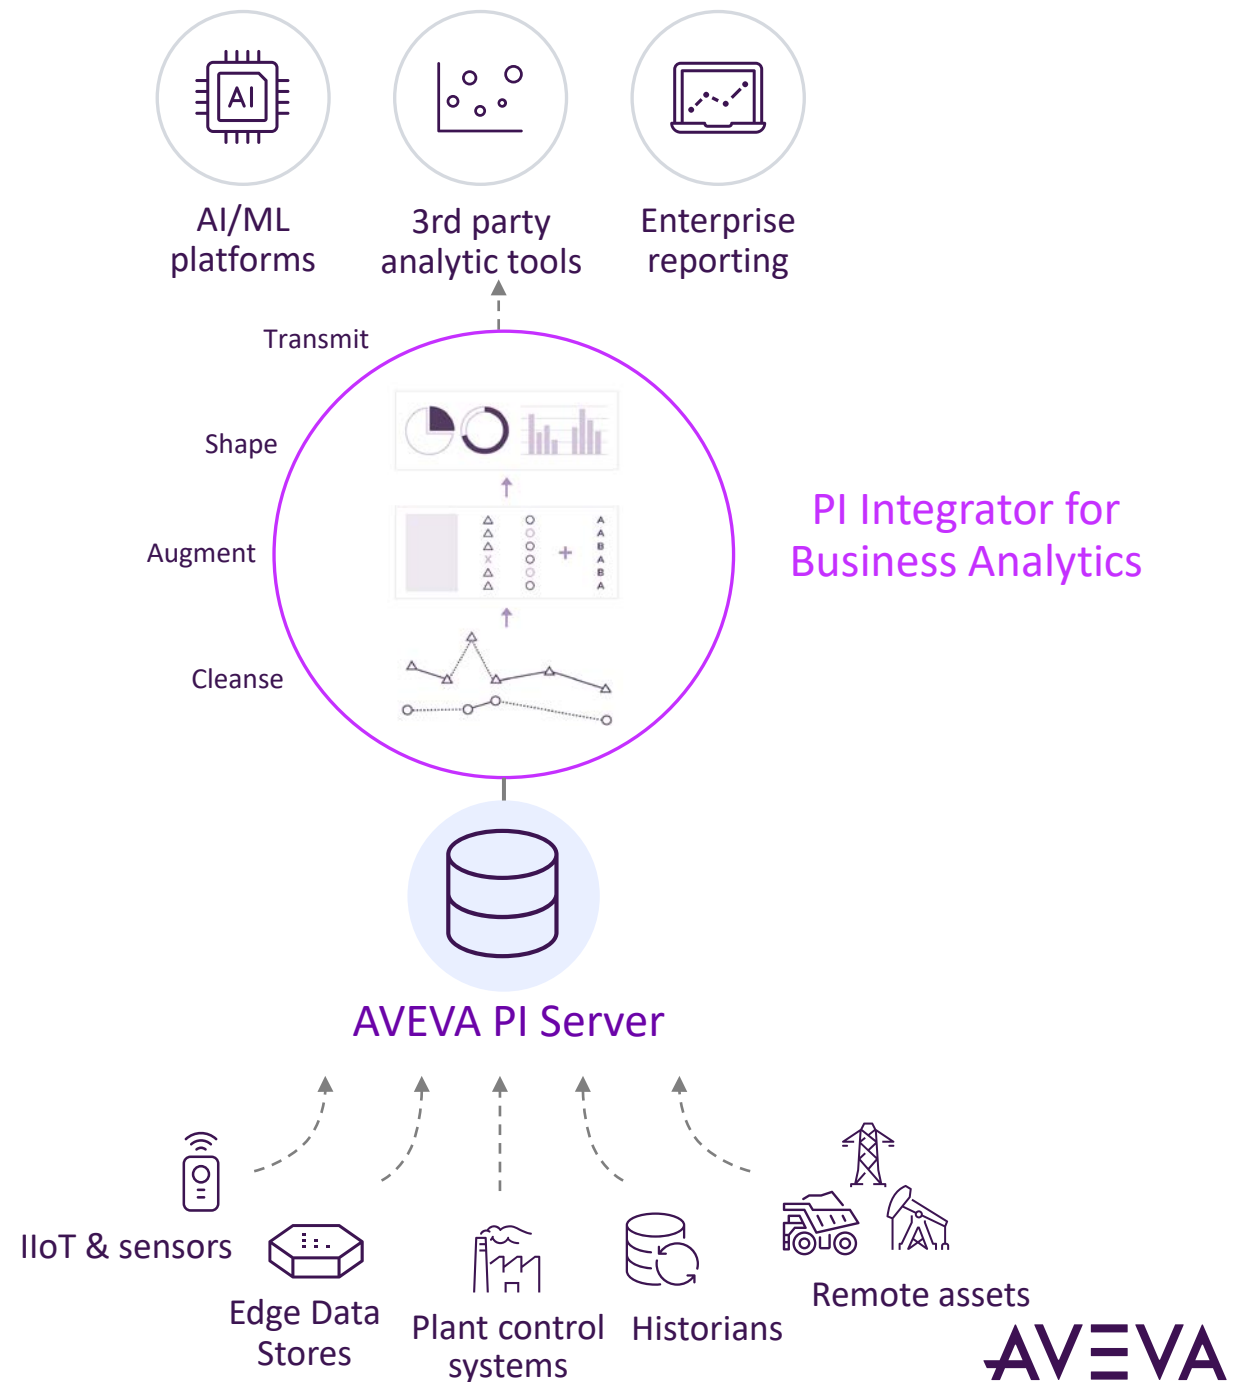 AI
AI/ML
platforms
3rd party
analytic tools
Enterprise
reporting
Transmit
Shape
Augment
Cleanse
A
A
B
A
B
A
PI Integrator for
Business Analytics
AVEVA PI Server
IIoT & sensors
Edge Data
Stores
Plant control
systems
Historians
Remote assets
AVEVA